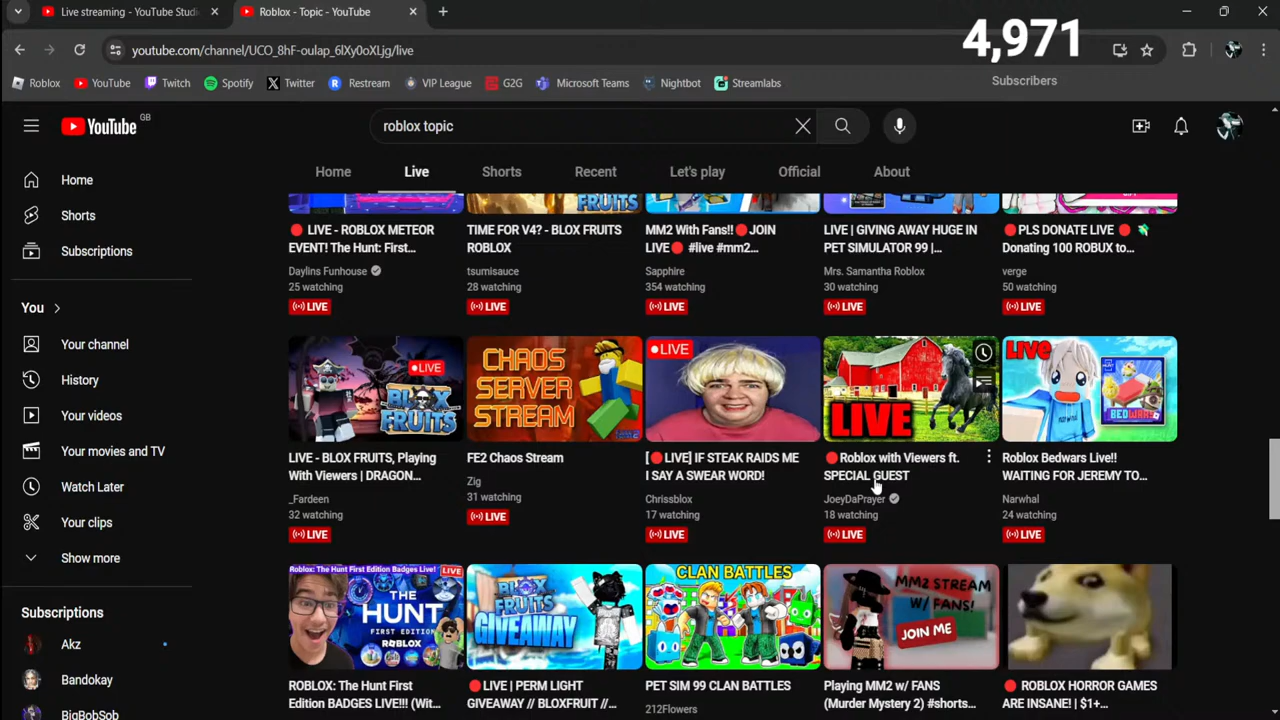 Live streaming - YouTube Studi
Roblox - Topic - YouTube
youtube.com/channel/UCO_8hF-oulap_6lXy0oXLjg/live
4,971
Subscribers
Roblox
YouTube
Twitch
Spotify
Twitter
Restream
VIP League
G2G
Microsoft Teams
Nightbot
Streamlabs
YouTube GB
roblox topic
Home
Live
Shorts
Recent
Let's play
Official
About
Home
Shorts
Subscriptions
You
Your channel
History
Your videos
Your movies and TV
Watch Later
Your clips
Show more
Subscriptions
Akz
Bandokay
BigBobSob
FRUITS
🔴 LIVE - ROBLOX METEOR
EVENT! The Hunt: First...
Daylins Funhouse
25 watching
LIVE
TIME FOR V4? - BLOX FRUITS
ROBLOX
tsumisauce
28 watching
LIVE
MM2 With Fans!!🔴JOIN
LIVE🔴 #live #mm2...
Sapphire
354 watching
LIVE
LIVE | GIVING AWAY HUGE IN
PET SIMULATOR 99 |...
Mrs. Samantha Roblox
30 watching
LIVE
🔴PLS DONATE LIVE 🔴 💸
Donating 100 ROBUX to...
verge
50 watching
LIVE
LIVE
BLOX
FRUITS
LIVE - BLOX FRUITS, Playing
With Viewers | DRAGON...
_Fardeen
32 watching
LIVE
CHAOS
SERVER
STREAM
FE2 Chaos Stream
Zig
31 watching
LIVE
LIVE
[🔴LIVE] IF STEAK RAIDS ME
I SAY A SWEAR WORD!
Chrissblox
17 watching
LIVE
LIVE
🔴Roblox with Viewers ft.
SPECIAL GUEST
JoeyDaPrayer
18 watching
LIVE
Live
BEDWARS
Roblox Bedwars Live!!
WAITING FOR JEREMY TO...
Narwhal
24 watching
LIVE
Roblox: The Hunt First Edition Badges Live!
LIVE
THE
HUNT
FIRST EDITION
ROBLOX
ROBLOX: The Hunt First
Edition BADGES LIVE!!! (Wit...
BLOX
FRUITS
GIVEAWAY
🔴LIVE | PERM LIGHT
GIVEAWAY // BLOXFRUIT //...
CLAN BATTLES
PET SIM 99 CLAN BATTLES
212Flowers
MM2 STREAM
W/ FANS!
JOIN ME
Playing MM2 w/ FANS
(Murder Mystery 2) #shorts...
🔴 ROBLOX HORROR GAMES
ARE INSANE! | $1+...